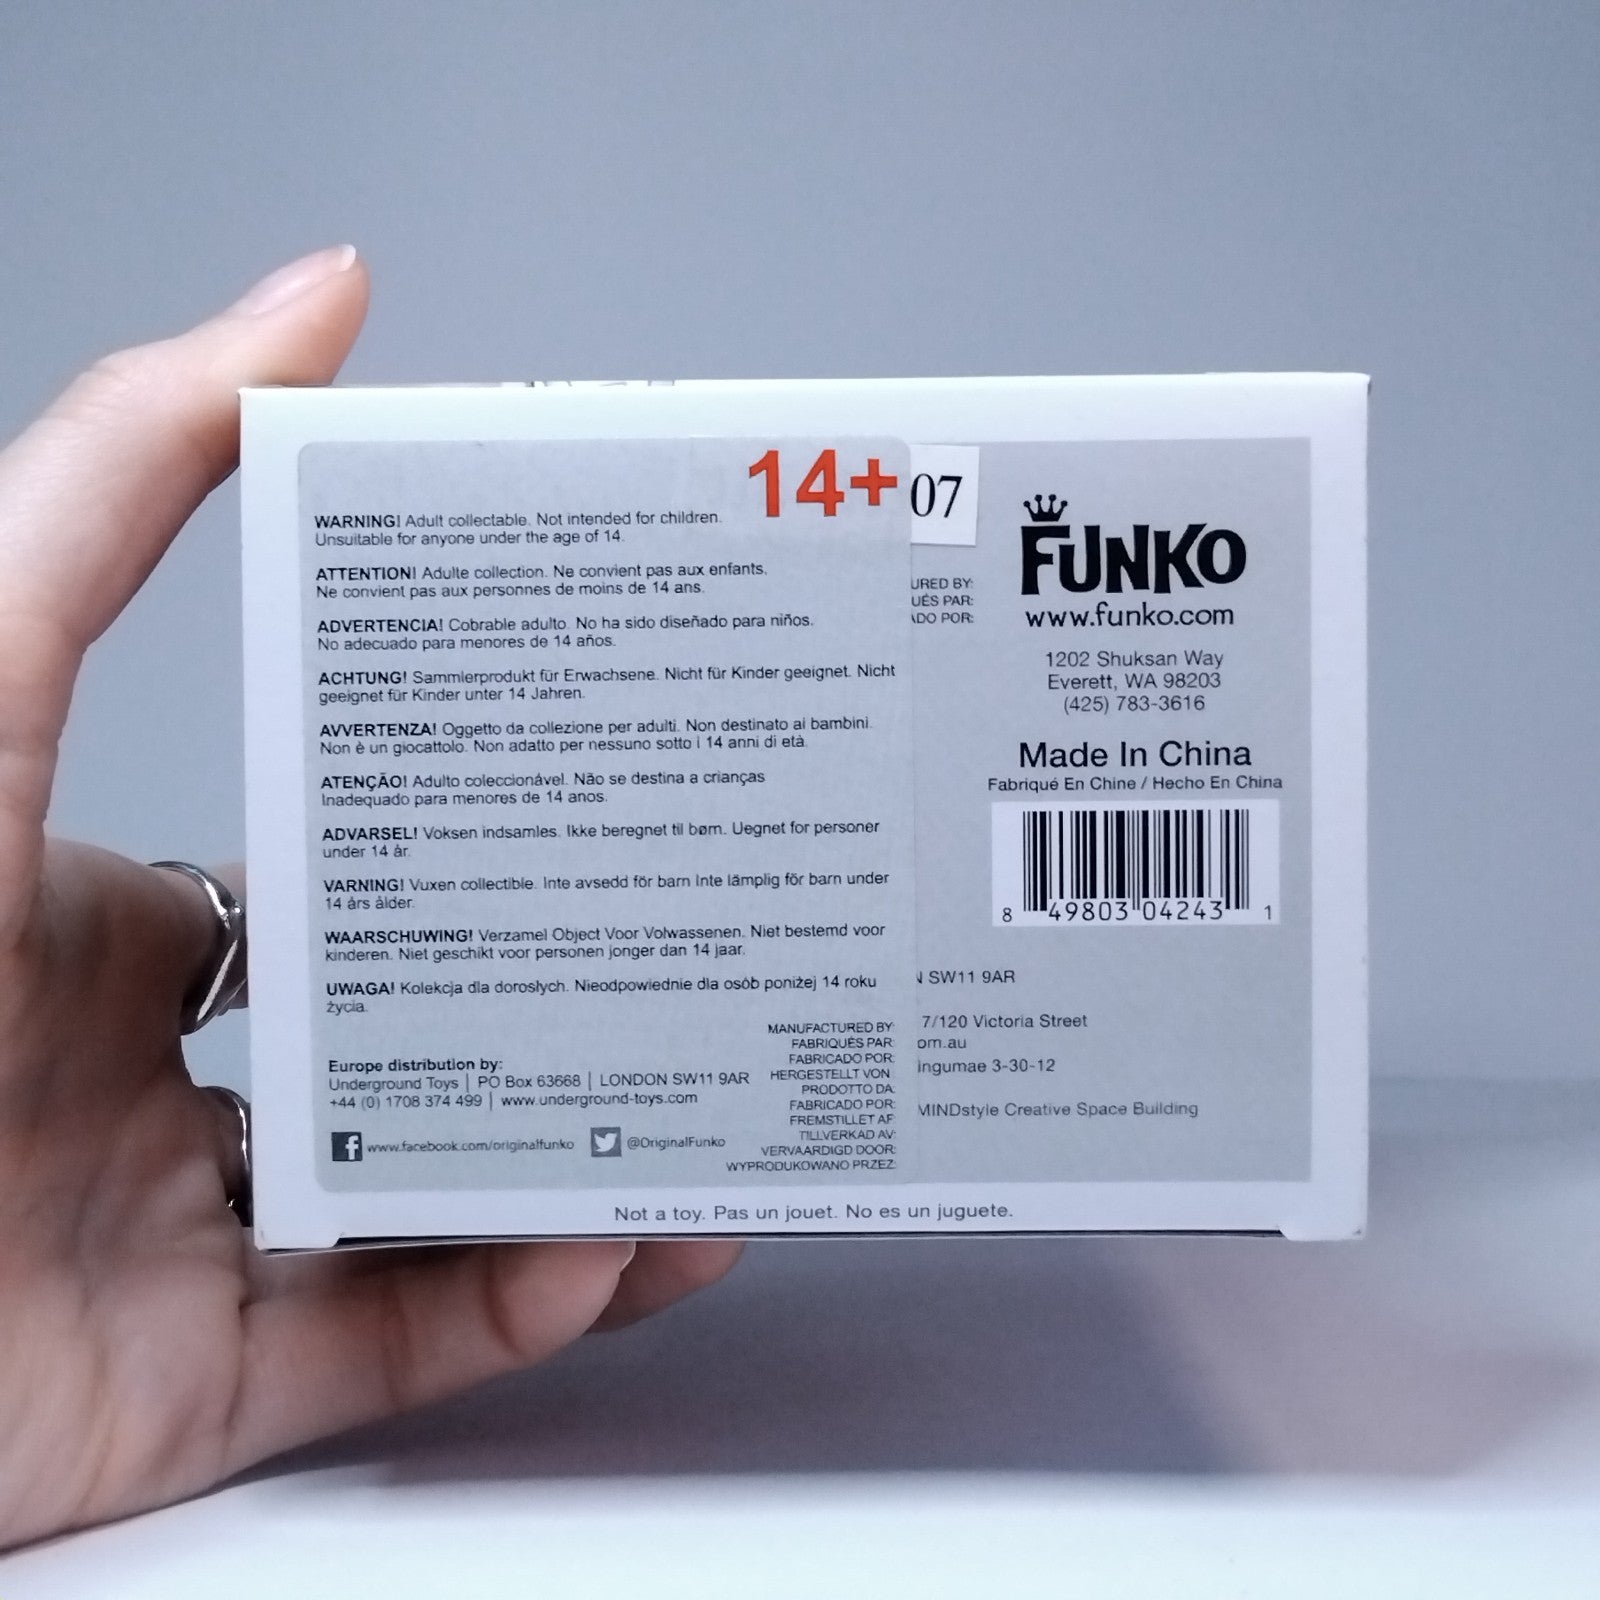 14+
07
WARNING! Adult collectable. Not intended for children.
Unsuitable for anyone under the age of 14.
ATTENTION! Adulte collection. Ne convient pas aux enfants.
Ne convient pas aux personnes de moins de 14 ans.
ADVERTENCIA! Cobrable adulto. No ha sido diseñado para niños.
No adecuado para menores de 14 años.
ACHTUNG! Sammlerprodukt für Erwachsene. Nicht für Kinder geeignet. Nicht
geeignet für Kinder unter 14 Jahren.
AVVERTENZA! Oggetto da collezione per adulti. Non destinato ai bambini.
Non è un giocattolo. Non adatto per nessuno sotto i 14 anni di età.
ATENÇÃO! Adulto coleccionável. Não se destina a crianças
Inadequado para menores de 14 anos.
ADVARSEL! Voksen indsamles. Ikke beregnet til børn. Uegnet for personer
under 14 år.
VARNING! Vuxen collectible. Inte avsedd för barn Inte lämplig för barn under
14 års ålder.
WAARSCHUWING! Verzamel Object Voor Volwassenen. Niet bestemd voor
kinderen. Niet geschikt voor personen jonger dan 14 jaar.
UWAGA! Kolekcja dla dorosłych. Nieodpowiednie dla osób poniżej 14 roku
życia.
Europe distribution by:
Underground Toys | PO Box 63668 | LONDON SW11 9AR
+44 (0) 1708 374 499 | www.underground-toys.com
www.facebook.com/originalfunko @OriginalFunko
MANUFACTURED BY:
FABRIQUÉS PAR:
FABRICADO POR:
HERGESTELLT VON:
PRODOTTO DA:
FABRICADO POR:
FREMSTILLET AF:
TILLVERKAD AV:
VERVAARDIGD DOOR:
WYPRODUKOWANO PRZEZ:
URED BY:
UÉS PAR:
ADO POR:
FUNKO
www.funko.com
1202 Shuksan Way
Everett, WA 98203
(425) 783-3616
Made In China
Fabriqué En Chine / Hecho En China
8 49803 04243 1
SW11 9AR
7/120 Victoria Street
om.au
ingumae 3-30-12
MINDstyle Creative Space Building
Not a toy. Pas un jouet. No es un juguete.